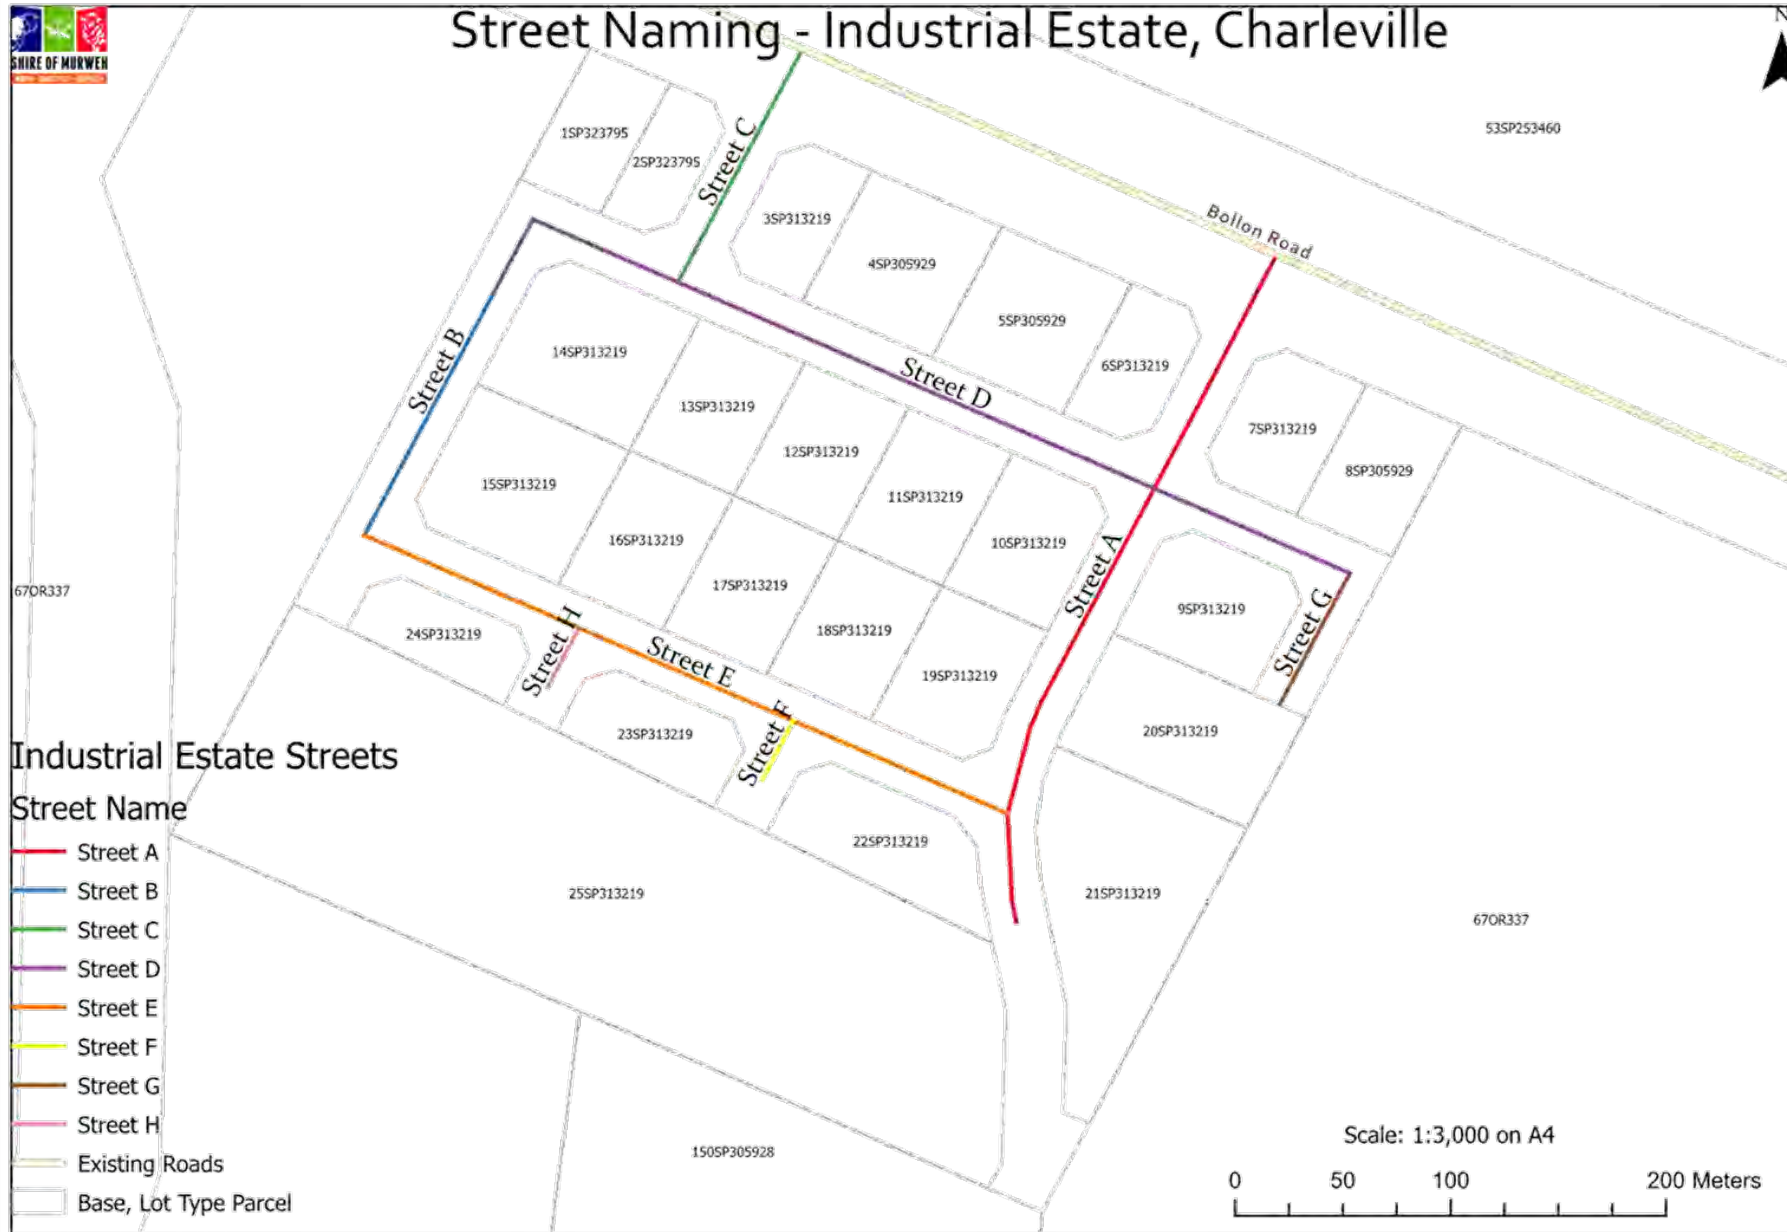 Street Naming - Industrial Estate, Charleville
N
SHIRE OF MURWEH
53SP253460
1SP323795
2SP323795
Street C
3SP313219
Bollon Road
4SP305929
5SP305929
6SP313219
14SP313219
Street B
Street D
13SP313219
7SP313219
12SP313219
8SP305929
15SP313219
11SP313219
16SP313219
10SP313219
Street A
17SP313219
67OR337
9SP313219
Street G
24SP313219
18SP313219
Street H
Street E
19SP313219
20SP313219
23SP313219
Street F
22SP313219
25SP313219
21SP313219
67OR337
150SP305928
Industrial Estate Streets
Street Name
Street A
Street B
Street C
Street D
Street E
Street F
Street G
Street H
Existing Roads
Base, Lot Type Parcel
Scale: 1:3,000 on A4
0 50 100 200 Meters